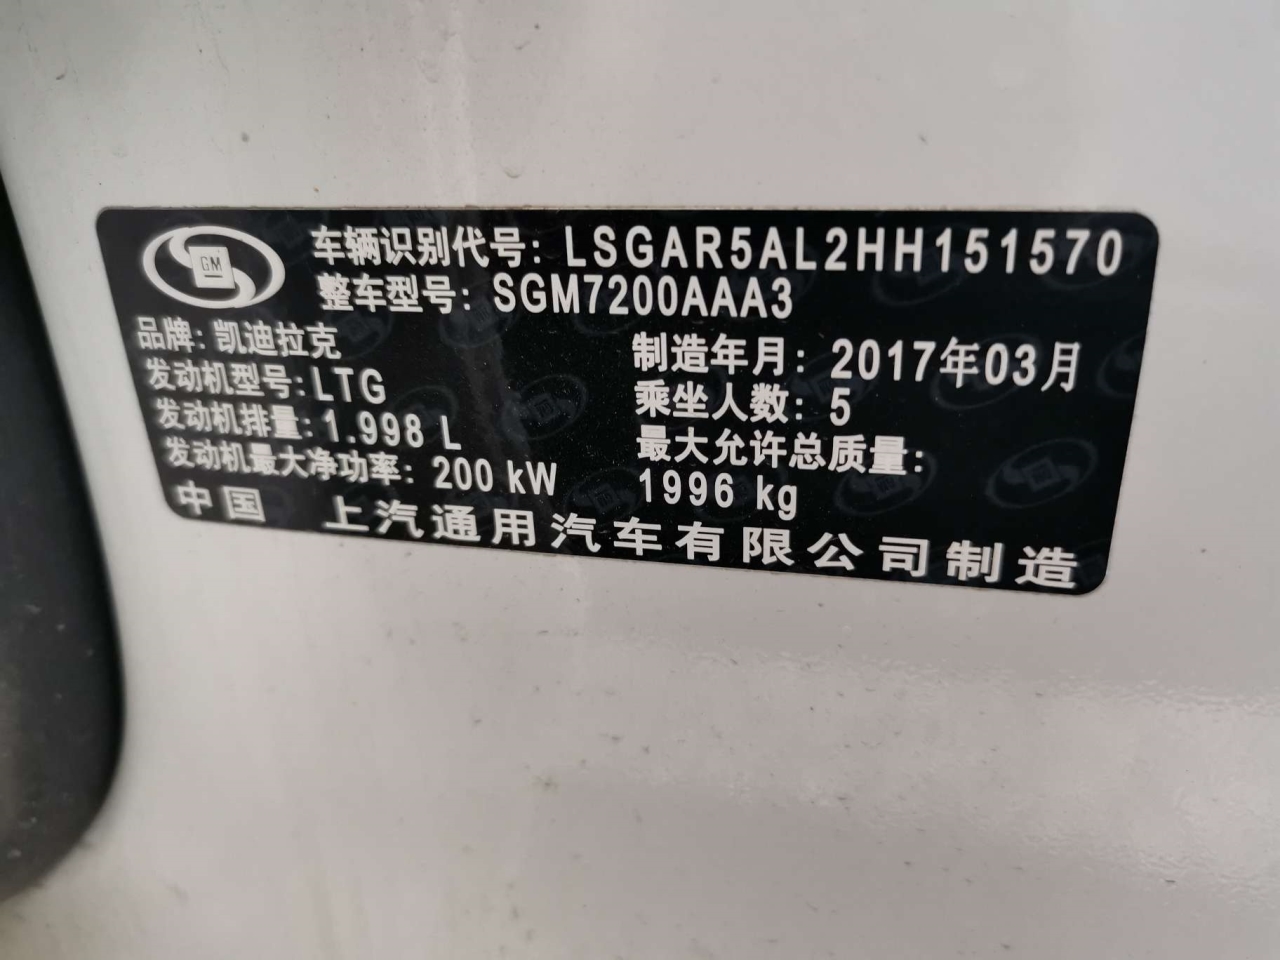 GM
车辆识别代号: LSGAR5AL2HH151570
整车型号: SGM7200AAA3
品牌: 凯迪拉克
发动机型号: LTG
发动机排量: 1.998 L
发动机最大净功率: 200 kW
制造年月: 2017年03月
乘坐人数: 5
最大允许总质量:
1996 kg
中国 上汽通用汽车有限公司制造